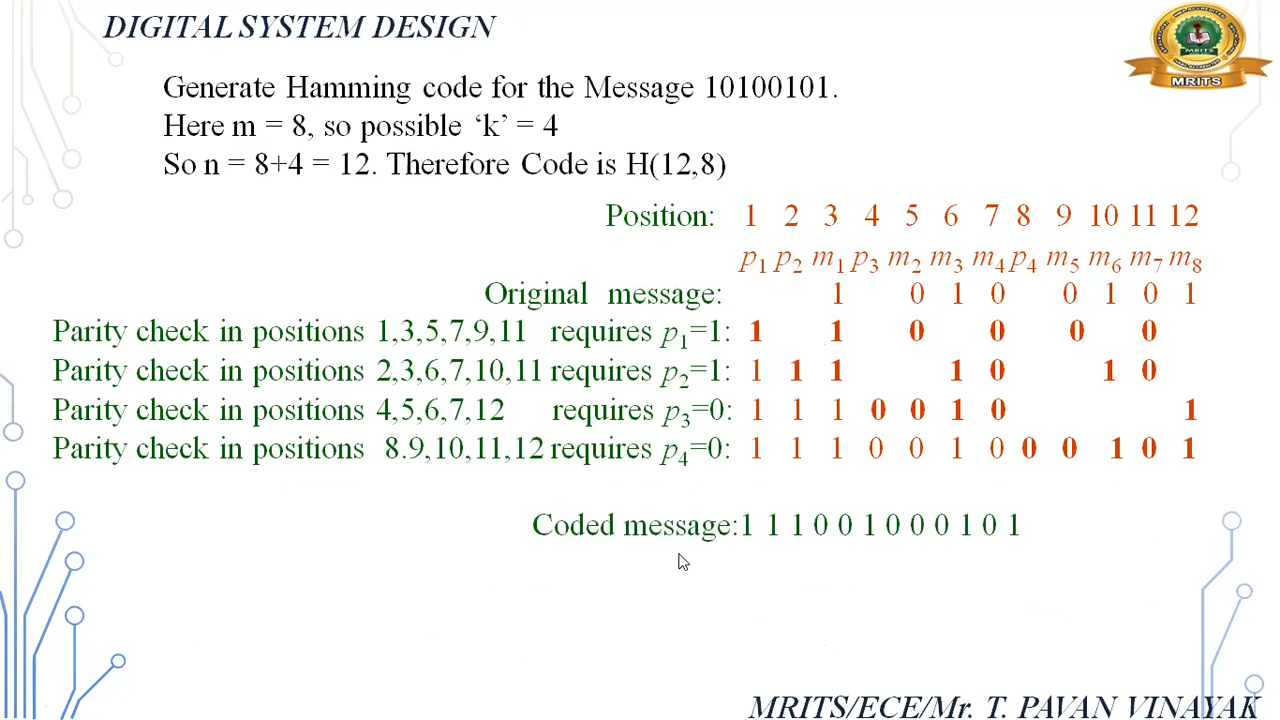 DIGITAL SYSTEM DESIGN
MRITS
MRITS
Generate Hamming code for the Message 10100101.
Here m = 8, so possible ‘k’ = 4
So n = 8+4 = 12. Therefore Code is H(12,8)
Position: 1 2 3 4 5 6 7 8 9 10 11 12
p1 p2 m1 p3 m2 m3 m4 p4 m5 m6 m7 m8
Original message: 1 0 1 0 0 1 0 1
Parity check in positions 1,3,5,7,9,11 requires p1=1: 1 1 0 0 0 0
Parity check in positions 2,3,6,7,10,11 requires p2=1: 1 1 1 1 0 1 0
Parity check in positions 4,5,6,7,12 requires p3=0: 1 1 1 0 0 1 0 1
Parity check in positions 8.9,10,11,12 requires p4=0: 1 1 1 0 0 1 0 0 0 1 0 1
Coded message:1 1 1 0 0 1 0 0 0 1 0 1
MRITS/ECE/Mr. T. PAVAN VINAYAK